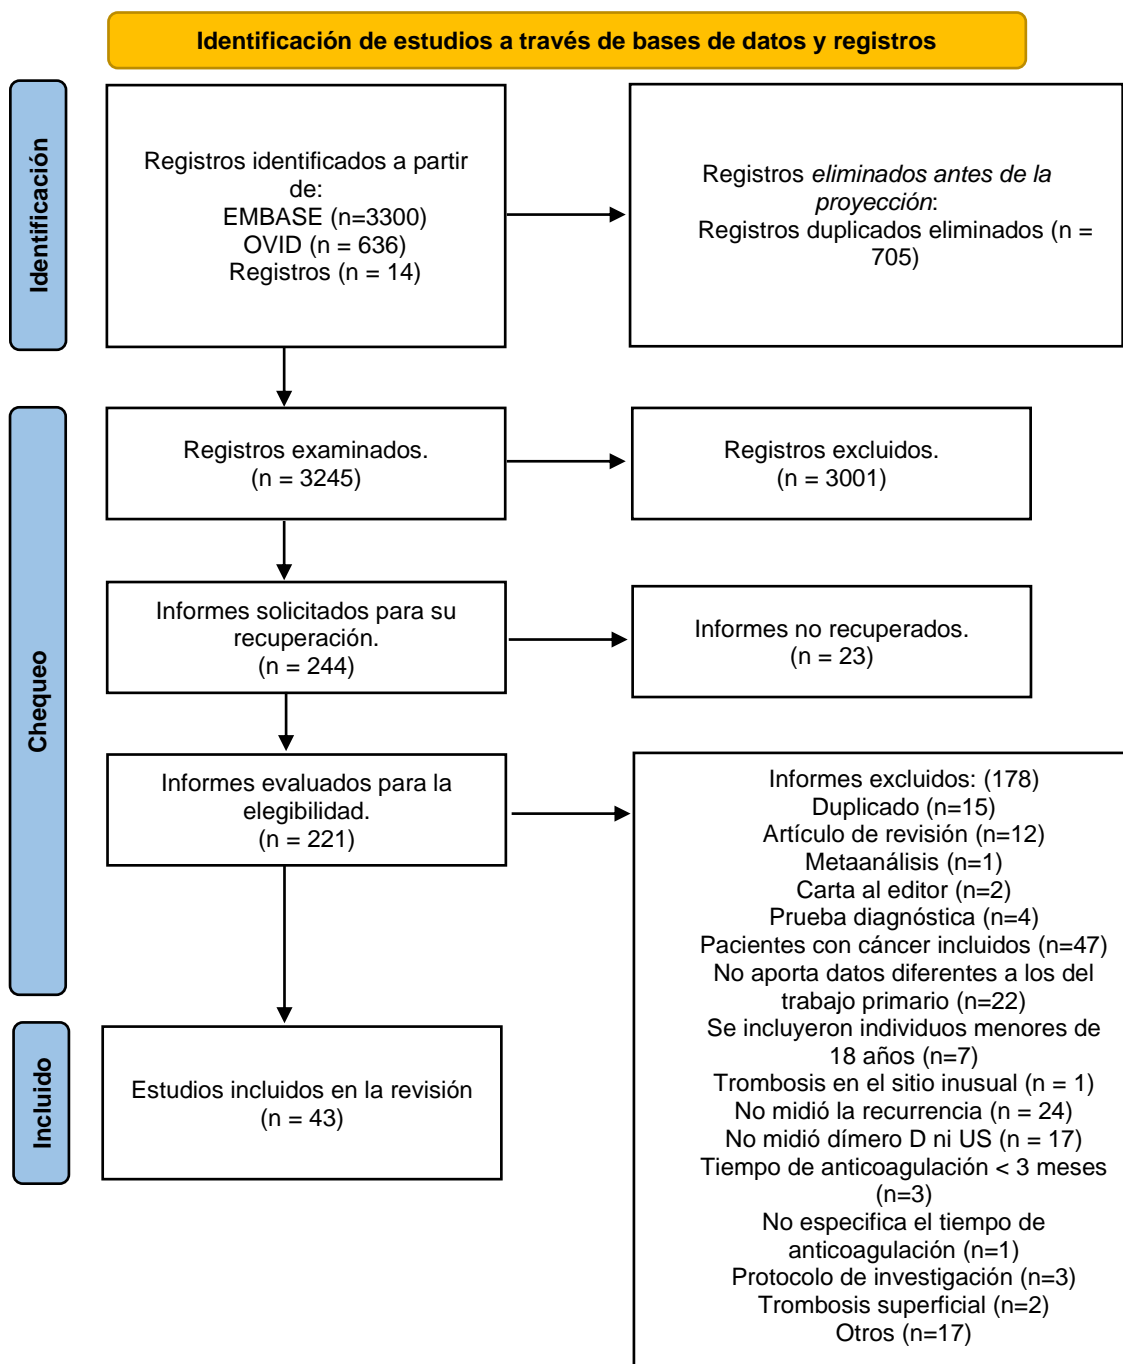 Identificación de estudios a través de bases de datos y registros
Identificación
Registros identificados a partir
de:
EMBASE (n=3300)
OVID (n = 636)
Registros (n = 14)
Registros eliminados antes de la
proyección:
Registros duplicados eliminados (n =
705)
Chequeo
Registros examinados.
(n = 3245)
Registros excluidos.
(n = 3001)
Informes solicitados para su
recuperación.
(n = 244)
Informes no recuperados.
(n = 23)
Informes evaluados para la
elegibilidad.
(n = 221)
Informes excluidos: (178)
Duplicado (n=15)
Artículo de revisión (n=12)
Metaanálisis (n=1)
Carta al editor (n=2)
Prueba diagnóstica (n=4)
Pacientes con cáncer incluidos (n=47)
No aporta datos diferentes a los del
trabajo primario (n=22)
Se incluyeron individuos menores de
18 años (n=7)
Trombosis en el sitio inusual (n = 1)
No midió la recurrencia (n = 24)
No midió dímero D ni US (n = 17)
Tiempo de anticoagulación < 3 meses
(n=3)
No especifica el tiempo de
anticoagulación (n=1)
Protocolo de investigación (n=3)
Trombosis superficial (n=2)
Otros (n=17)
Incluido
Estudios incluidos en la revisión
(n = 43)